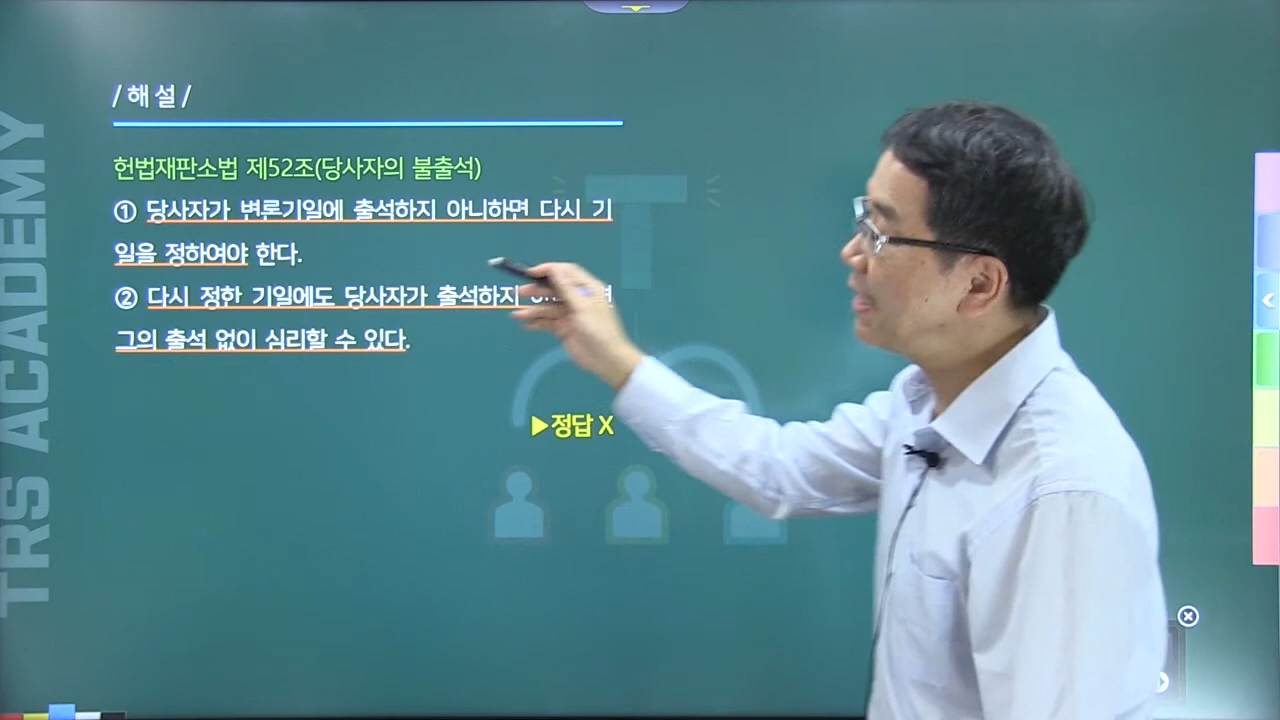 / 해 설 /
헌법재판소법 제52조(당사자의 불출석)
① 당사자가 변론기일에 출석하지 아니하면 다시 기
일을 정하여야 한다.
② 다시 정한 기일에도 당사자가 출석하지
그의 출석 없이 심리할 수 있다.
▶정답 X
TRS ACADEMY